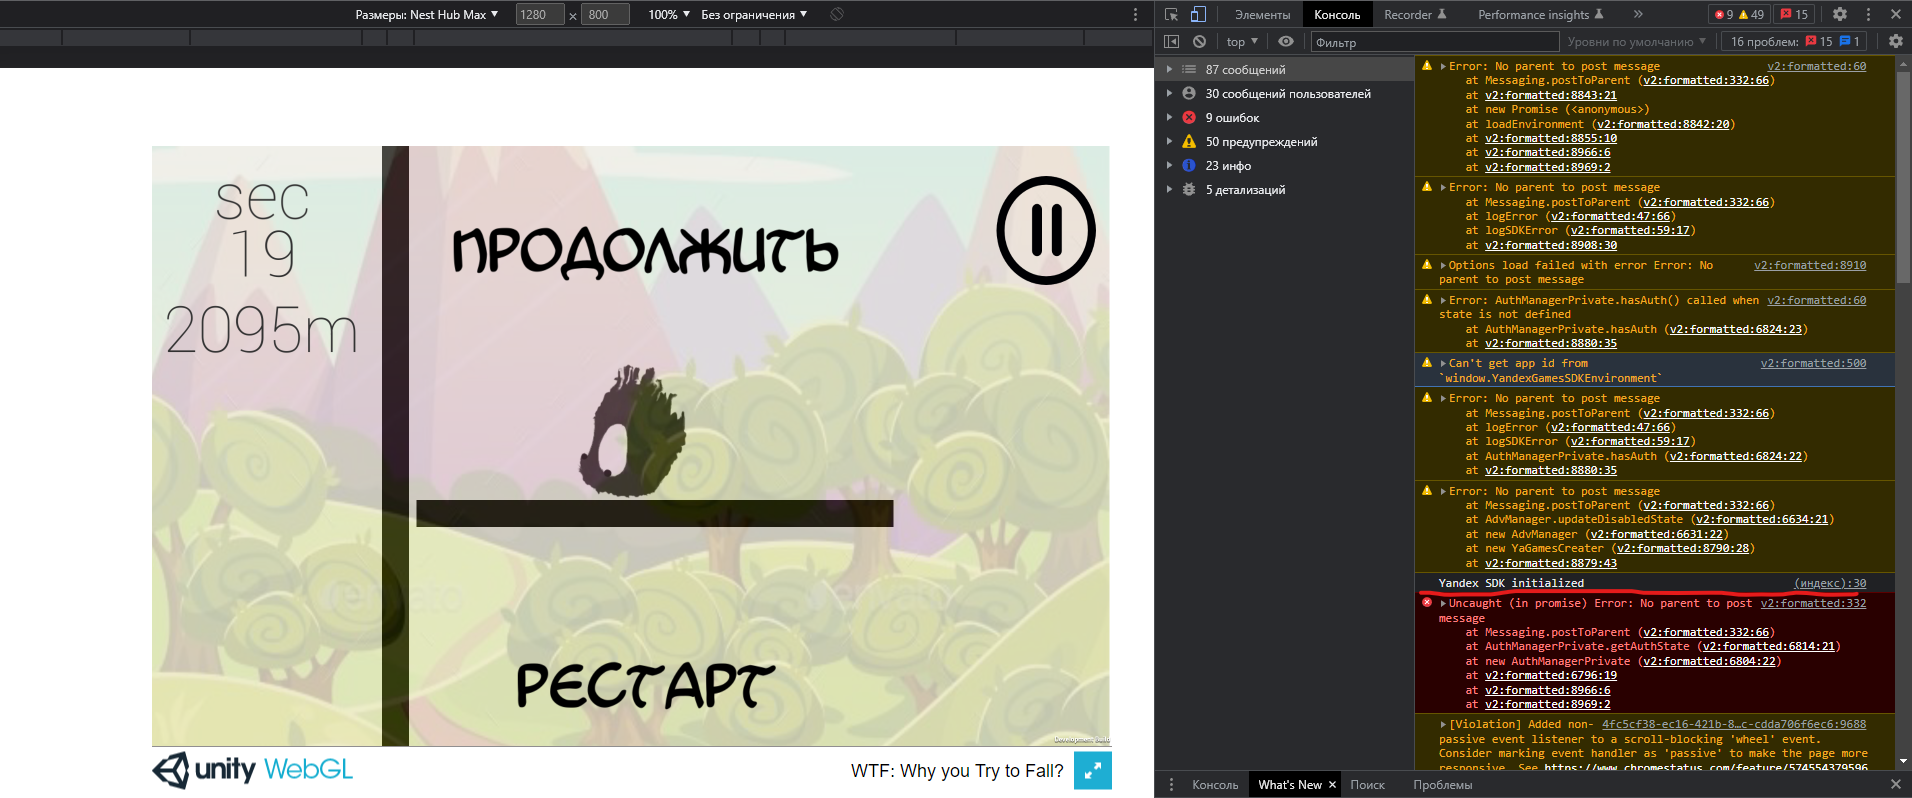 Размеры: Nest Hub Max ▼ 1280 × 800 100% ▼ Без ограничения ▼
Элементы Консоль Recorder Performance insights » 9 49 15
top ▼ Фильтр Уровни по умолчанию ▼ 16 проблем: 15 1
87 сообщений
30 сообщений пользователей
9 ошибок
50 предупреждений
23 инфо
5 детализаций
sec
19
2095m
ПРОДОЛЖИТЬ
РЕСТАРТ
Development Build
unity WebGL
WTF: Why you Try to Fall?
Error: No parent to post message v2:formatted:60
at Messaging.postToParent (v2:formatted:332:66)
at v2:formatted:8843:21
at new Promise (<anonymous>)
at loadEnvironment (v2:formatted:8842:20)
at v2:formatted:8855:10
at v2:formatted:8966:6
at v2:formatted:8969:2
Error: No parent to post message
at Messaging.postToParent (v2:formatted:332:66)
at logError (v2:formatted:47:66)
at logSDKError (v2:formatted:59:17)
at v2:formatted:8908:30
Options load failed with error Error: No v2:formatted:8910
parent to post message
Error: AuthManagerPrivate.hasAuth() called when v2:formatted:60
state is not defined
at AuthManagerPrivate.hasAuth (v2:formatted:6824:23)
at v2:formatted:8880:35
Can't get app id from v2:formatted:500
`window.YandexGamesSDKEnvironment`
Error: No parent to post message
at Messaging.postToParent (v2:formatted:332:66)
at logError (v2:formatted:47:66)
at logSDKError (v2:formatted:59:17)
at AuthManagerPrivate.hasAuth (v2:formatted:6824:22)
at v2:formatted:8880:35
Error: No parent to post message
at Messaging.postToParent (v2:formatted:332:66)
at AdvManager.updateDisabledState (v2:formatted:6634:21)
at new AdvManager (v2:formatted:6631:22)
at new YaGamesCreater (v2:formatted:8790:28)
at v2:formatted:8879:43
Yandex SDK initialized (индекс):30
Uncaught (in promise) Error: No parent to post v2:formatted:332
message
at Messaging.postToParent (v2:formatted:332:66)
at AuthManagerPrivate.getAuthState (v2:formatted:6814:21)
at new AuthManagerPrivate (v2:formatted:6804:22)
at v2:formatted:6796:19
at v2:formatted:8966:6
at v2:formatted:8969:2
[Violation] Added non- 4fc5cf38-ec16-421b-8…c-cdda706f6ec6:9688
passive event listener to a scroll-blocking 'wheel' event.
Consider marking event handler as 'passive' to make the page more
responsive. See https://www.chromestatus.com/feature/574554379596
Консоль What's New × Поиск Проблемы